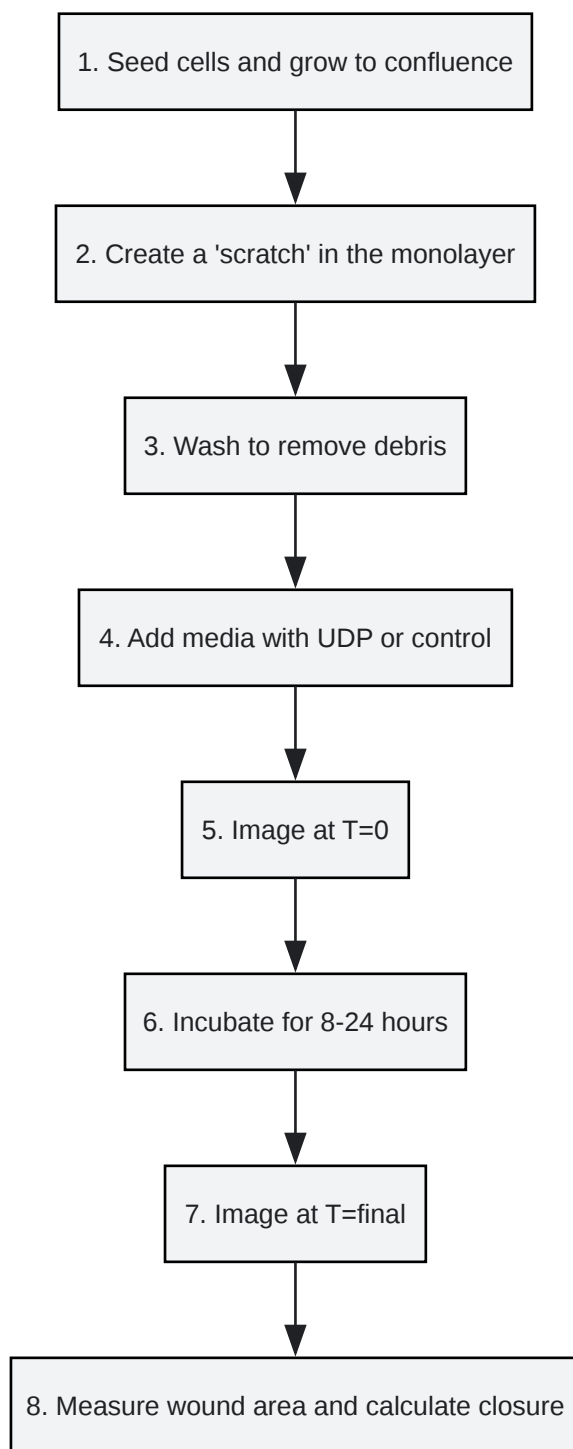 1. Seed cells and grow to confluence
2. Create a 'scratch' in the monolayer
3. Wash to remove debris
4. Add media with UDP or control
5. Image at T=0
6. Incubate for 8-24 hours
7. Image at T=final
8. Measure wound area and calculate closure